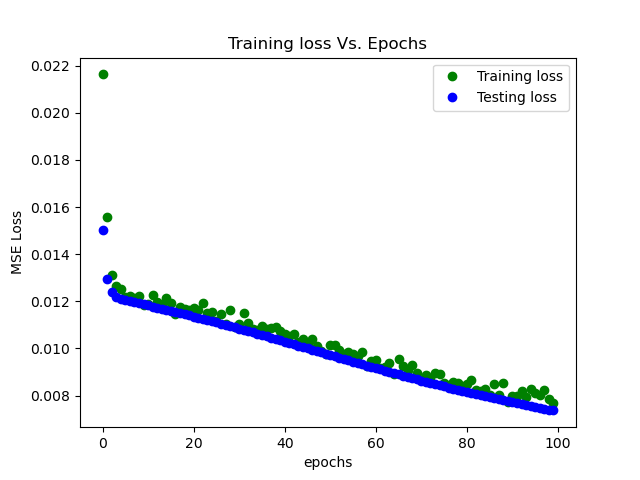 Training loss Vs. Epochs
Training loss
Testing loss
MSE Loss
0.022
0.020
0.018
0.016
0.014
0.012
0.010
0.008
0 20 40 60 80 100
epochs